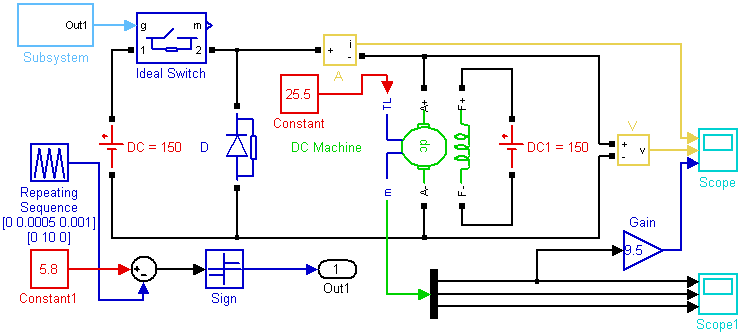 Out1
Subsystem
g
m
1
2
Ideal Switch
+
-
i
A
25.5
Constant
TL
A+
F+
DC = 150
D
DC Machine
dc
DC1 = 150
V
+
-
v
Scope
m
A-
F-
Repeating
Sequence
[0 0.0005 0.001]
[0 10 0]
5.8
Constant1
+
-
Sign
1
Out1
Gain
9.5
Scope1